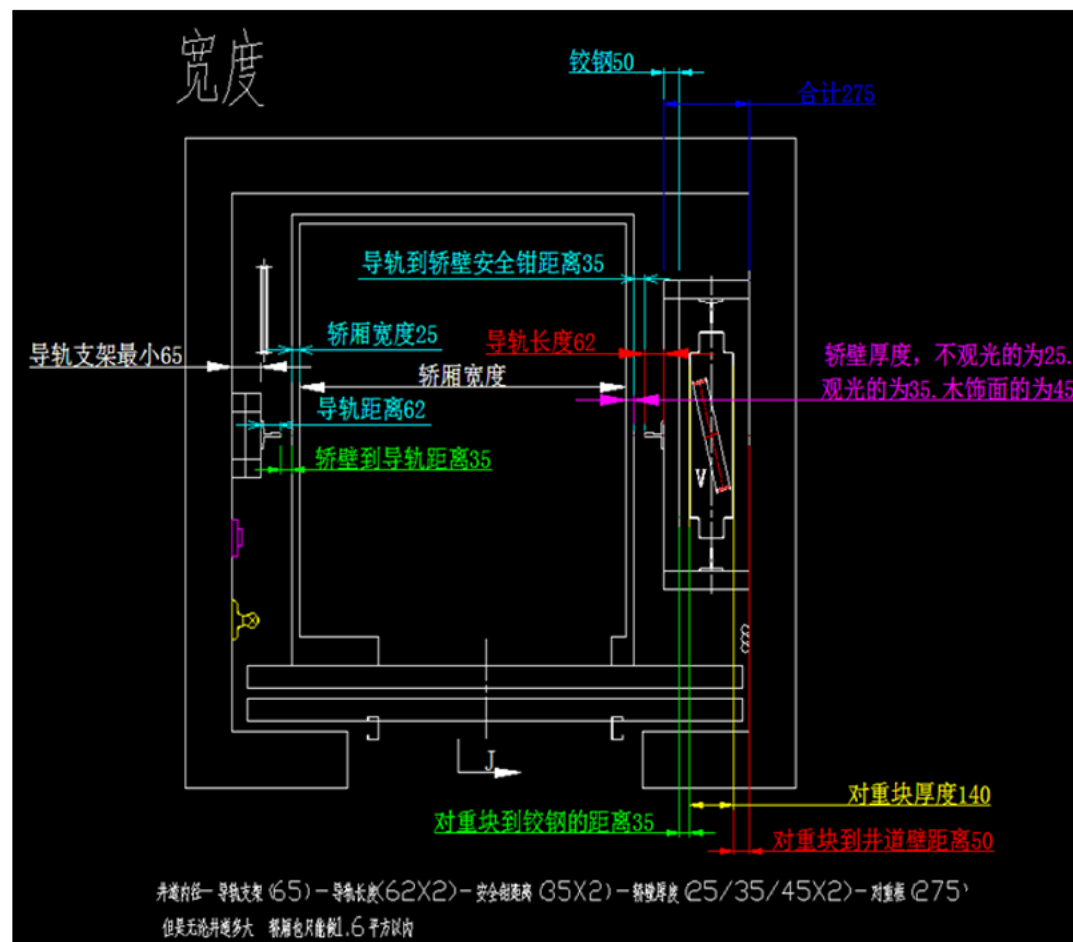 宽度
铰钢50
合计275
导轨到轿壁安全钳距离35
轿厢宽度25
导轨长度62
导轨支架最小65
轿厢宽度
轿壁厚度，不观光的为25.
观光的为35.木饰面的为45
导轨距离62
轿壁到导轨距离35
V
J
对重块厚度140
对重块到铰钢的距离35
对重块到井道壁距离50
井道内径-导轨支架(65)-导轨长度(62X2)-安全钳距离(35X2)-轿壁厚度(25/35/45X2)-对重框(275)
但是无论井道多大 轿厢也只能做1.6平方以内